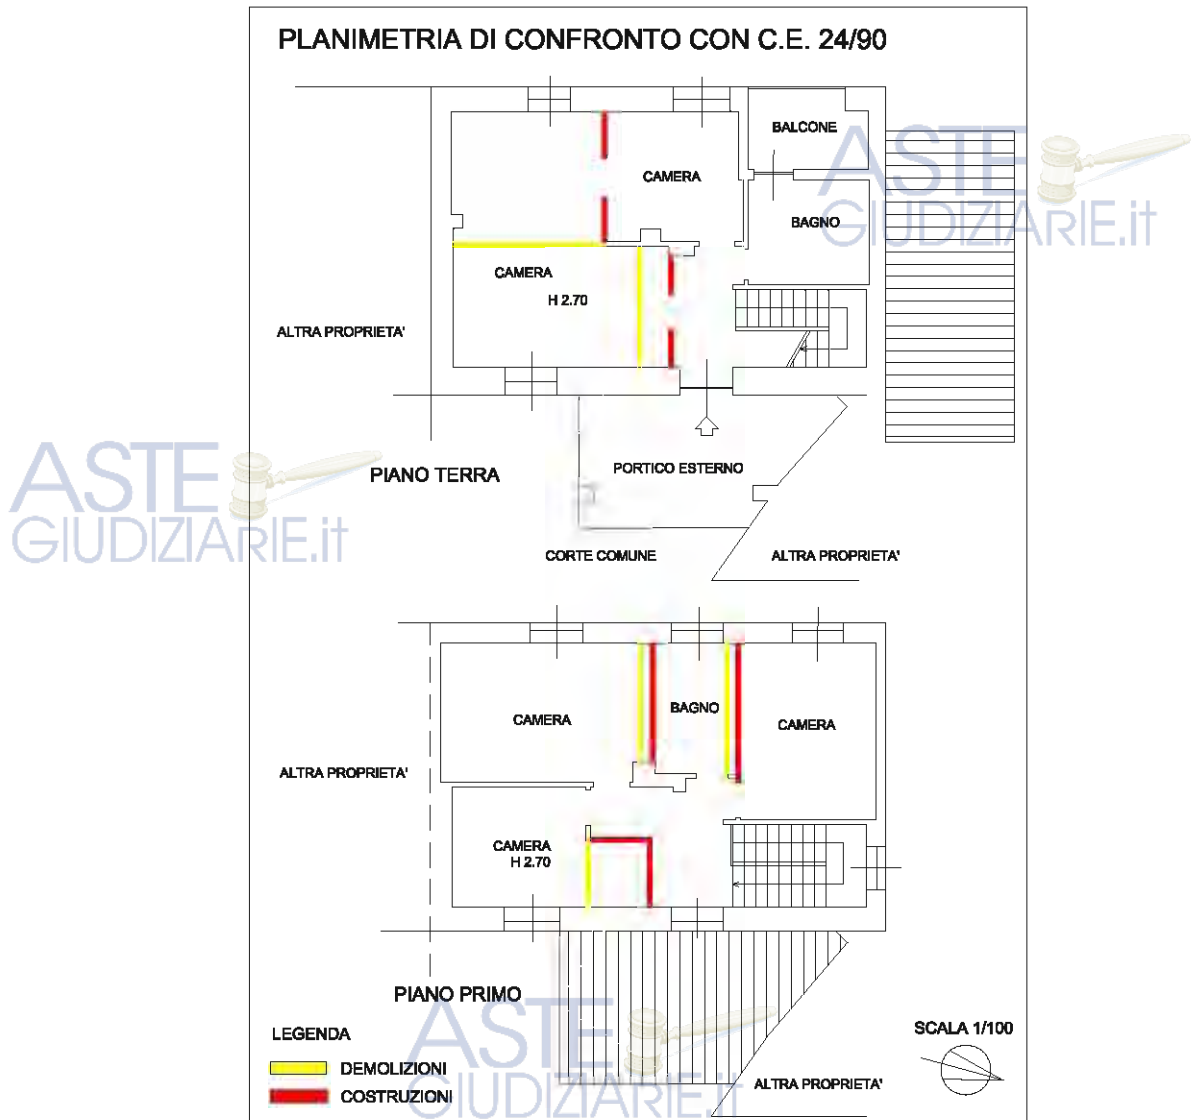 PLANIMETRIA DI CONFRONTO CON C.E. 24/90
BALCONE
ASTE
GIUDIZIARIE.it
CAMERA
BAGNO
CAMERA
H 2.70
ALTRA PROPRIETA'
ASTE
GIUDIZIARIE.it
PIANO TERRA
PORTICO ESTERNO
CORTE COMUNE
ALTRA PROPRIETA'
CAMERA
BAGNO
CAMERA
ALTRA PROPRIETA'
CAMERA
H 2.70
PIANO PRIMO
ASTE
GIUDIZIARIE.it
LEGENDA
DEMOLIZIONI
COSTRUZIONI
SCALA 1/100
ALTRA PROPRIETA'